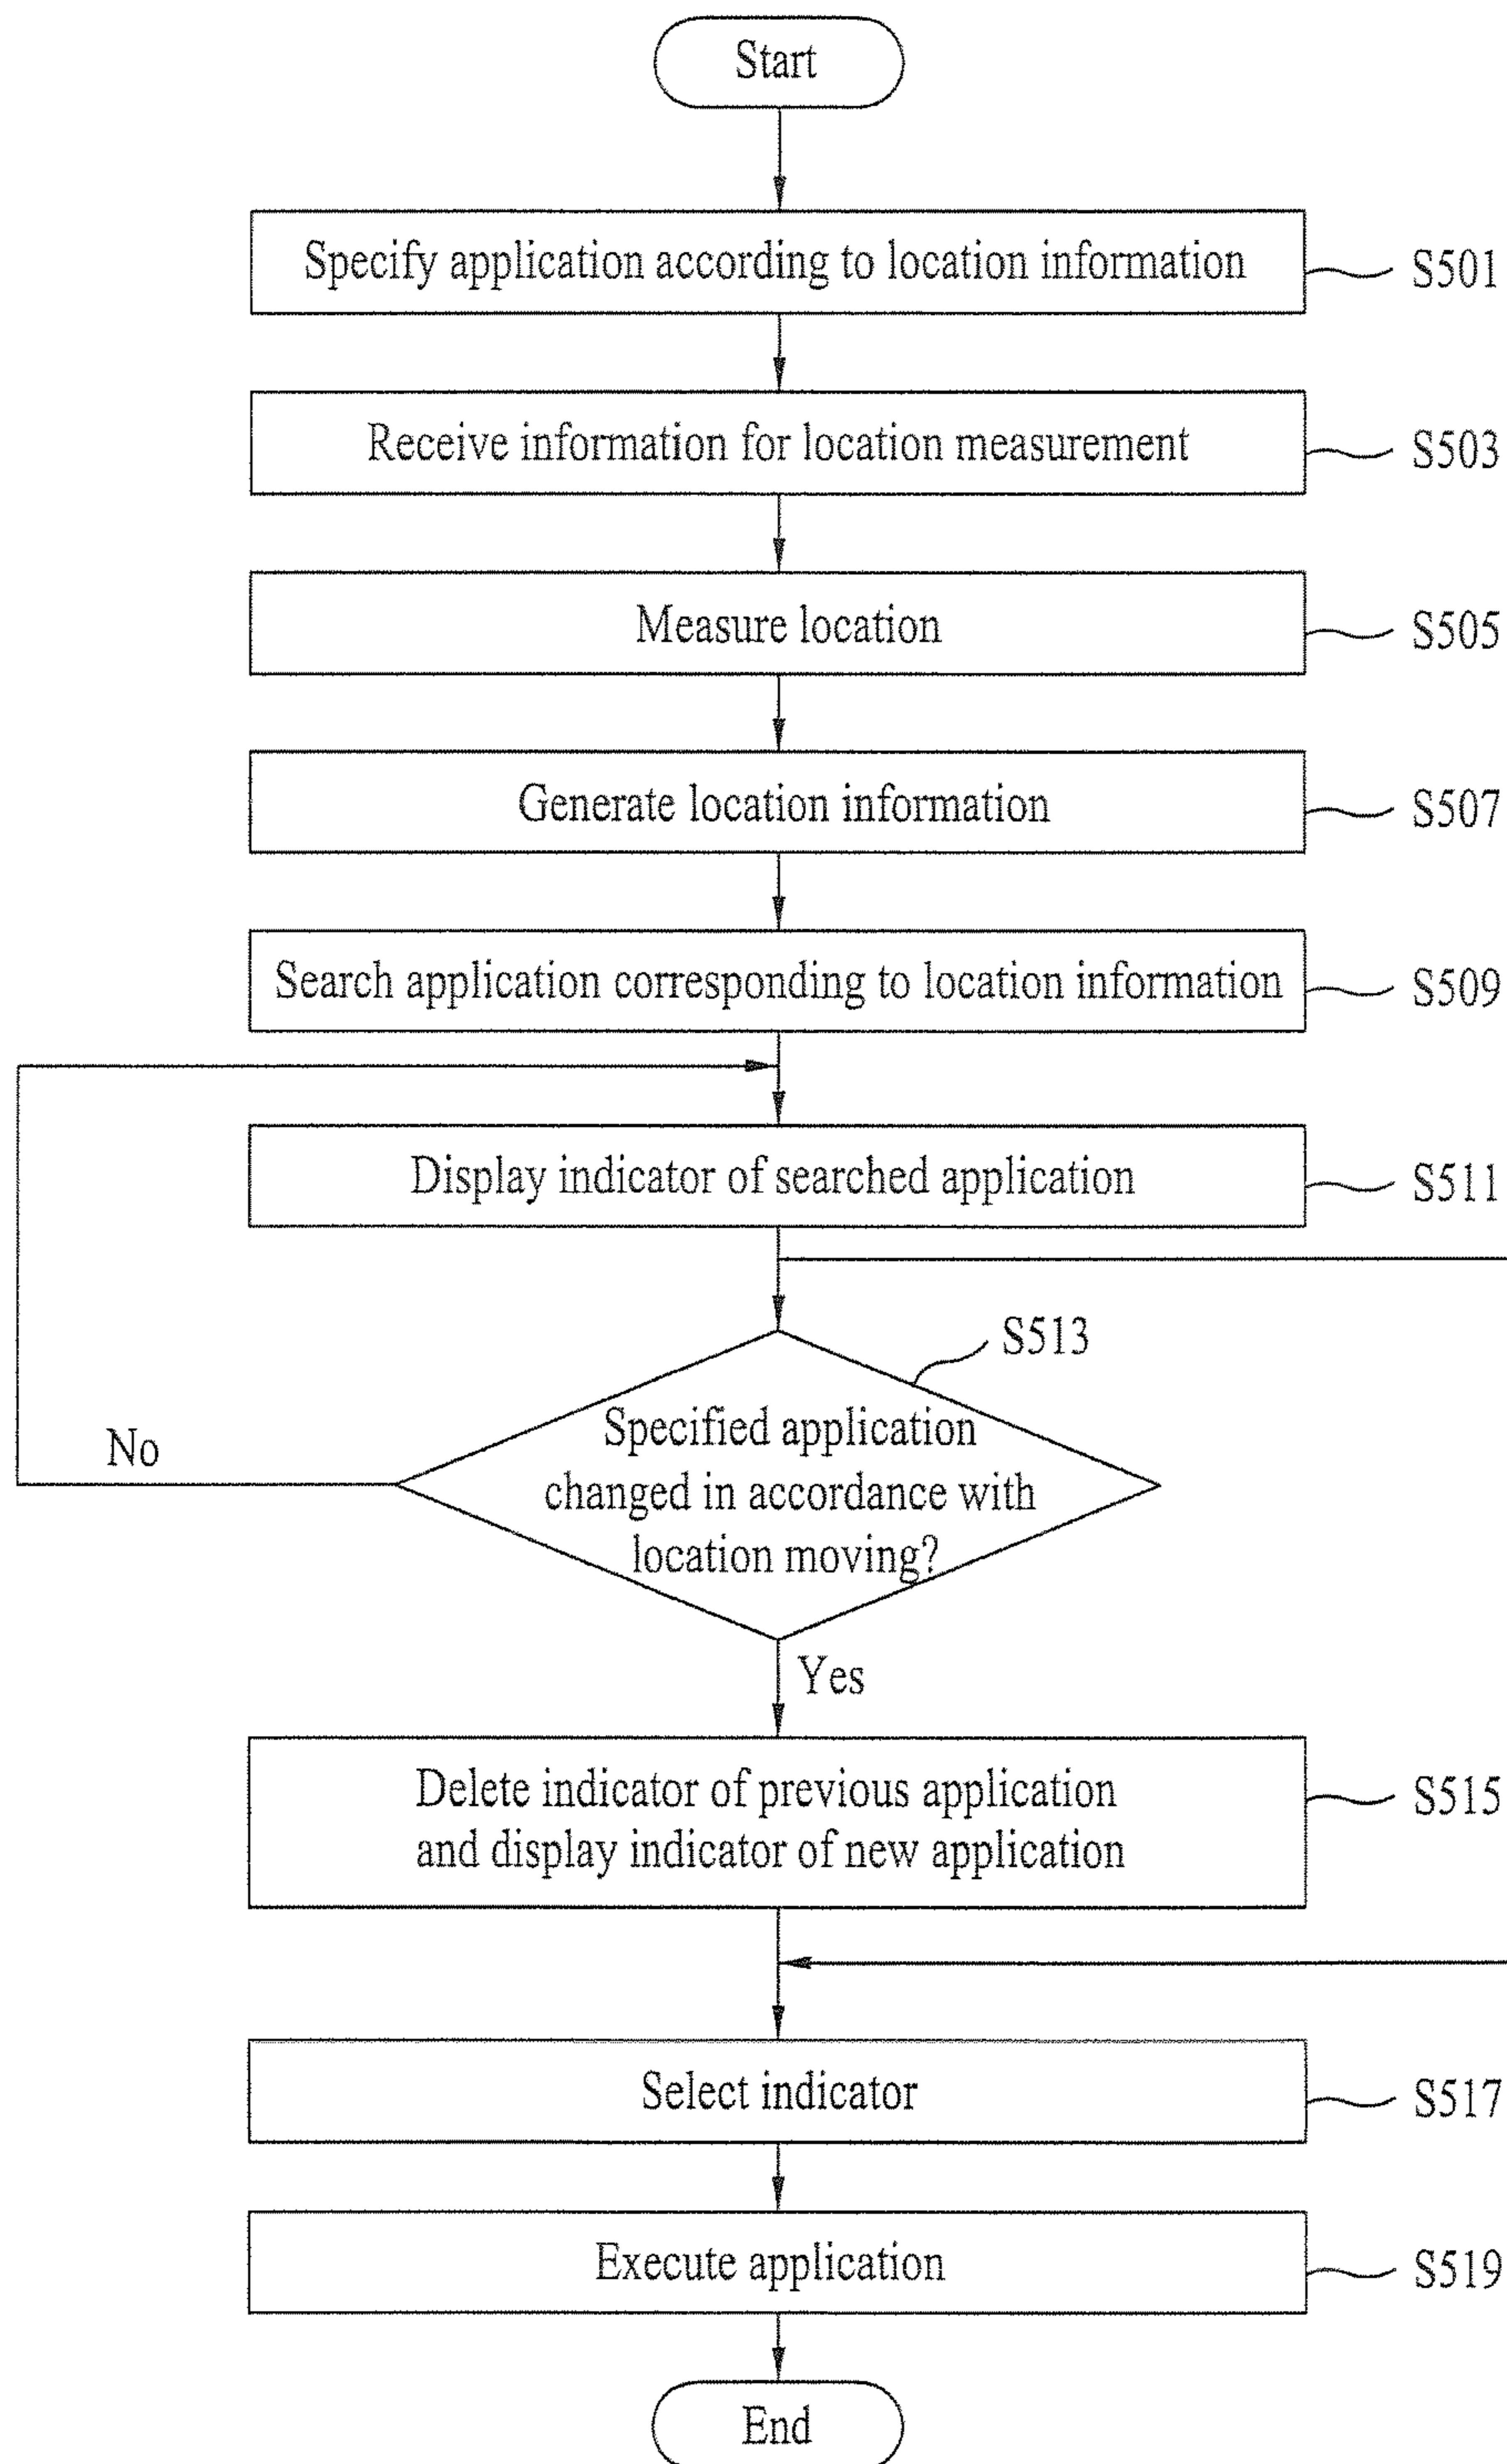 Start
Specify application according to location information
S501
Receive information for location measurement
S503
Measure location
S505
Generate location information
S507
Search application corresponding to location information
S509
Display indicator of searched application
S511
S513
Specified application
changed in accordance with
location moving?
No
Yes
Delete indicator of previous application
and display indicator of new application
S515
Select indicator
S517
Execute application
S519
End